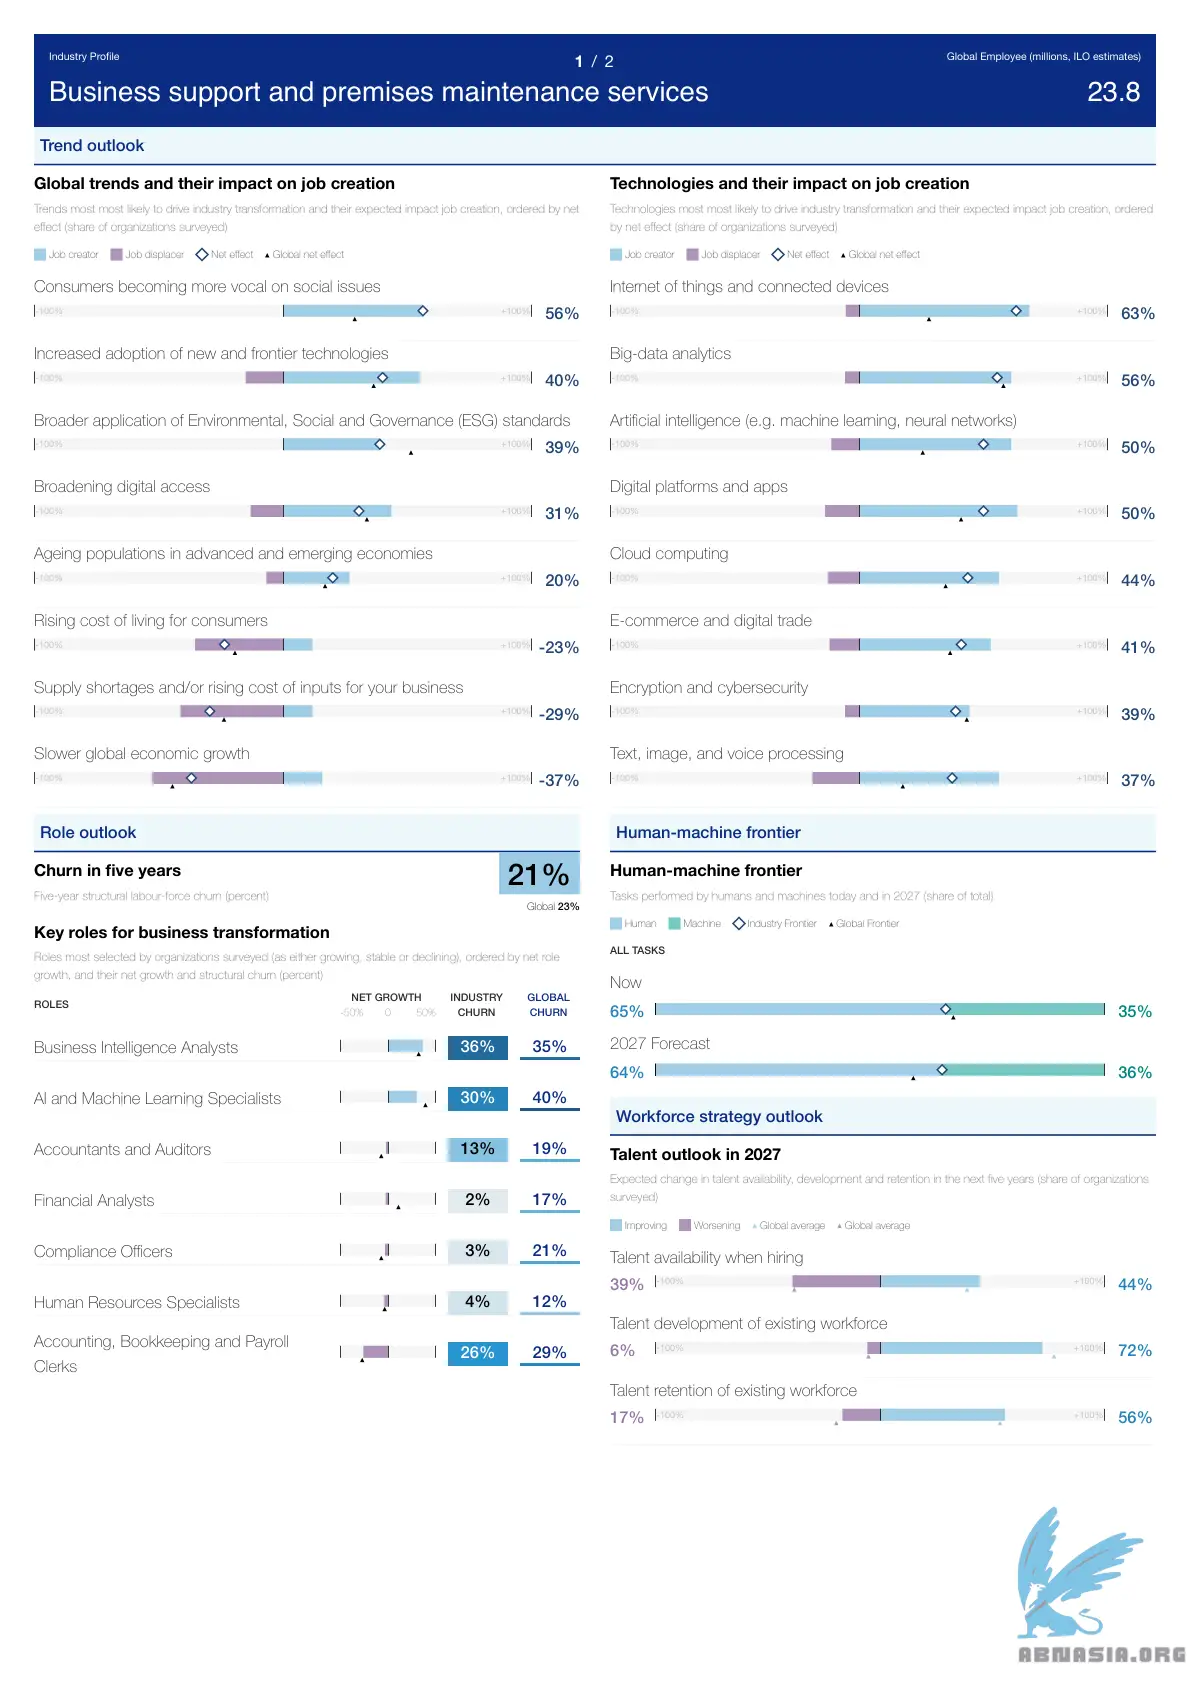 Industry Profile
1 / 2
Global Employee (millions, ILO estimates)
Business support and premises maintenance services
23.8
Trend outlook
Global trends and their impact on job creation
Trends most most likely to drive industry transformation and their expected impact job creation, ordered by net
effect (share of organizations surveyed)
Job creator Job displacer Net effect Global net effect
Consumers becoming more vocal on social issues
-100% +100% 56%
Increased adoption of new and frontier technologies
-100% +100% 40%
Broader application of Environmental, Social and Governance (ESG) standards
-100% +100% 39%
Broadening digital access
-100% +100% 31%
Ageing populations in advanced and emerging economies
-100% +100% 20%
Rising cost of living for consumers
-100% +100% -23%
Supply shortages and/or rising cost of inputs for your business
-100% +100% -29%
Slower global economic growth
-100% +100% -37%
Technologies and their impact on job creation
Technologies most most likely to drive industry transformation and their expected impact job creation, ordered
by net effect (share of organizations surveyed)
Job creator Job displacer Net effect Global net effect
Internet of things and connected devices
-100% +100% 63%
Big-data analytics
-100% +100% 56%
Artificial intelligence (e.g. machine learning, neural networks)
-100% +100% 50%
Digital platforms and apps
-100% +100% 50%
Cloud computing
-100% +100% 44%
E-commerce and digital trade
-100% +100% 41%
Encryption and cybersecurity
-100% +100% 39%
Text, image, and voice processing
-100% +100% 37%
Role outlook
Churn in five years
21%
Five-year structural labour-force churn (percent)
Global 23%
Key roles for business transformation
Roles most selected by organizations surveyed (as either growing, stable or declining), ordered by net role
growth, and their net growth and structural churn (percent)
ROLES NET GROWTH INDUSTRY CHURN GLOBAL CHURN
-50% 0 50%
Business Intelligence Analysts 36% 35%
AI and Machine Learning Specialists 30% 40%
Accountants and Auditors 13% 19%
Financial Analysts 2% 17%
Compliance Officers 3% 21%
Human Resources Specialists 4% 12%
Accounting, Bookkeeping and Payroll
Clerks 26% 29%
Human-machine frontier
Human-machine frontier
Tasks performed by humans and machines today and in 2027 (share of total)
Human Machine Industry Frontier Global Frontier
ALL TASKS
Now
65% 35%
2027 Forecast
64% 36%
Workforce strategy outlook
Talent outlook in 2027
Expected change in talent availability, development and retention in the next five years (share of organizations
surveyed)
Improving Worsening Global average Global average
Talent availability when hiring
39% -100% +100% 44%
Talent development of existing workforce
6% -100% +100% 72%
Talent retention of existing workforce
17% -100% +100% 56%
ABNASIA.ORG